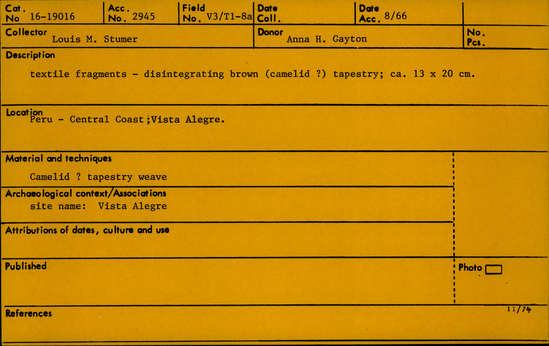 Cat. No 16-19016 Acc. No. 2945 Field No. V3/T1-8a Date Coll. Date Acc. 8/66
Collector Louis M. Stumer Donor Anna H. Gayton No. Pcs.
Description
textile fragments - disintegrating brown (camelid ?) tapestry; ca. 13 x 20 cm.
Location
Peru - Central Coast;Vista Alegre.
Material and techniques
Camelid ? tapestry weave
Archaeological context/Associations
site name: Vista Alegre
Attributions of dates, culture and use
Published Photo
References 11/74